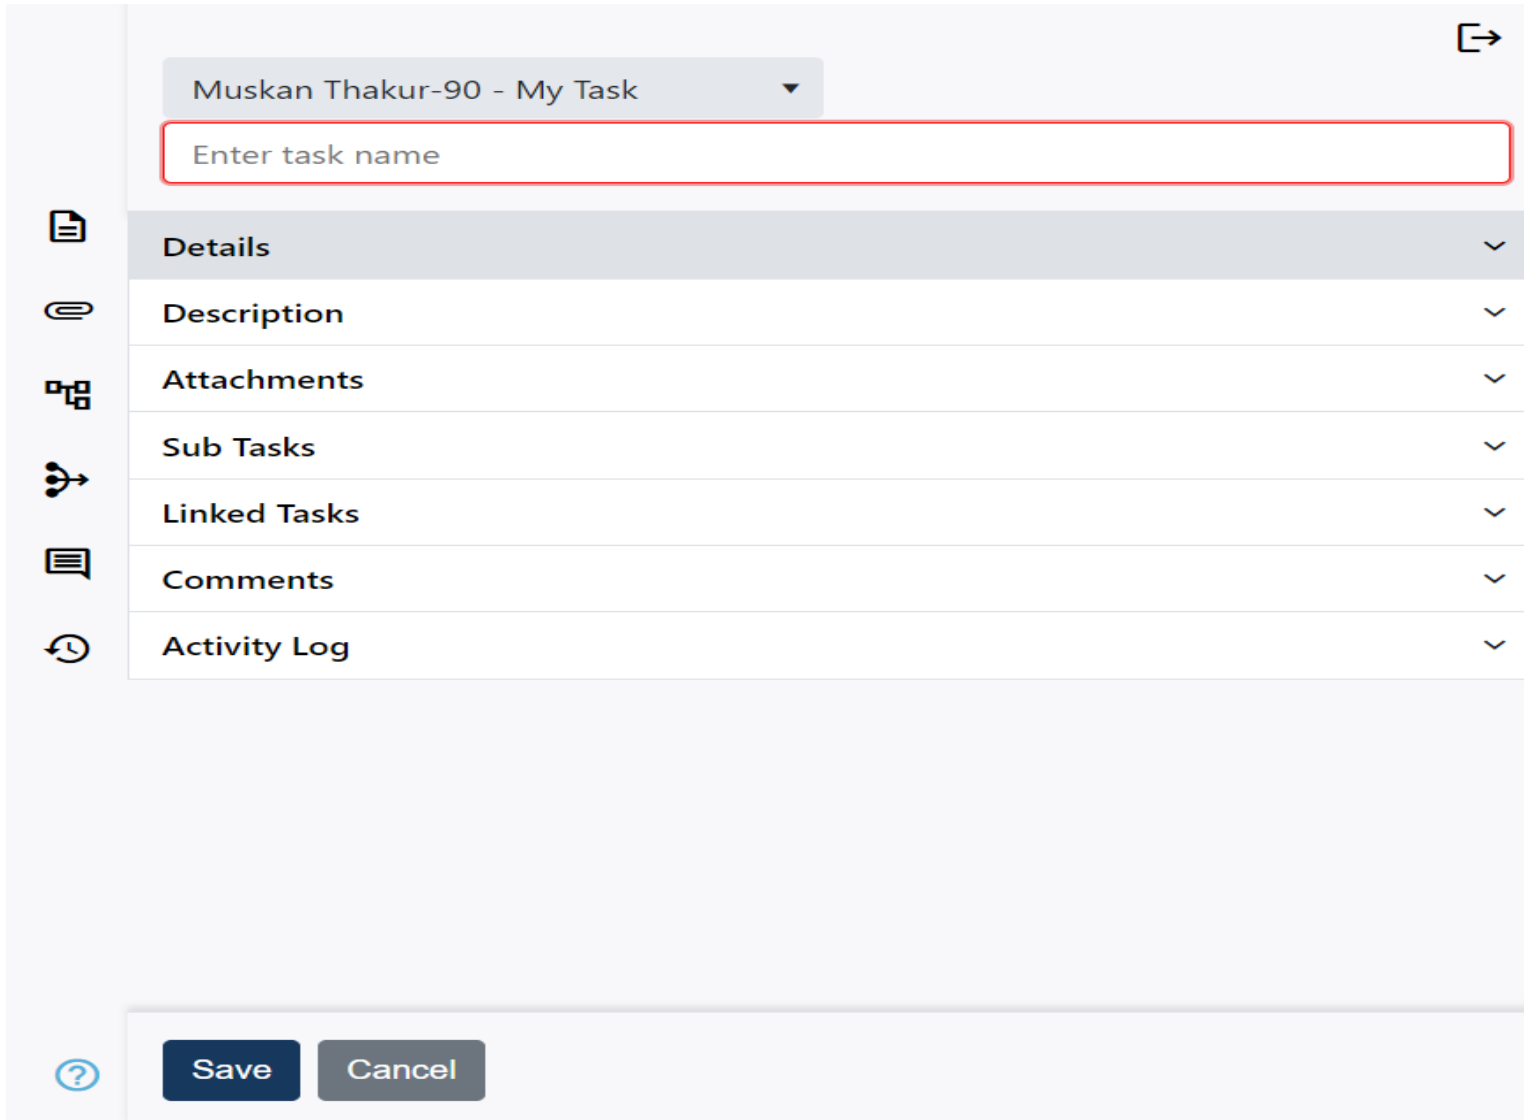 Muskan Thakur-90 - My Task
Enter task name
Details
Description
Attachments
Sub Tasks
Linked Tasks
Comments
Activity Log
Save Cancel